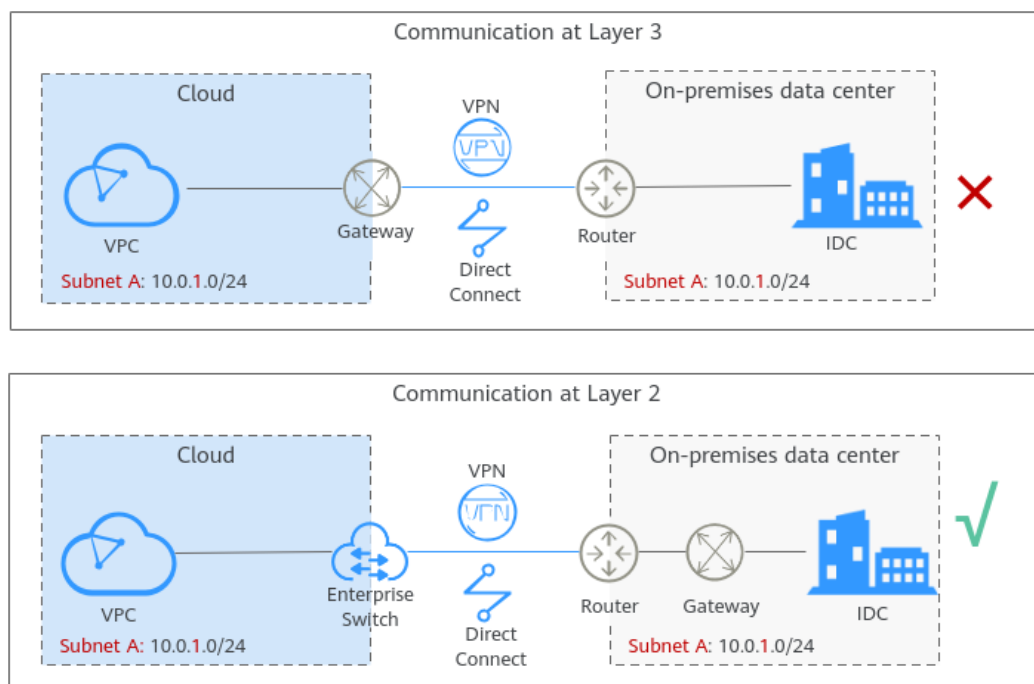 Communication at Layer 3
Cloud
VPN
VPN
On-premises data center
VPC
Gateway
Direct
Connect
Router
IDC
Subnet A: 10.0.1.0/24
Subnet A: 10.0.1.0/24
Communication at Layer 2
Cloud
VPN
VPN
On-premises data center
VPC
Enterprise
Switch
Direct
Connect
Router
Gateway
IDC
Subnet A: 10.0.1.0/24
Subnet A: 10.0.1.0/24